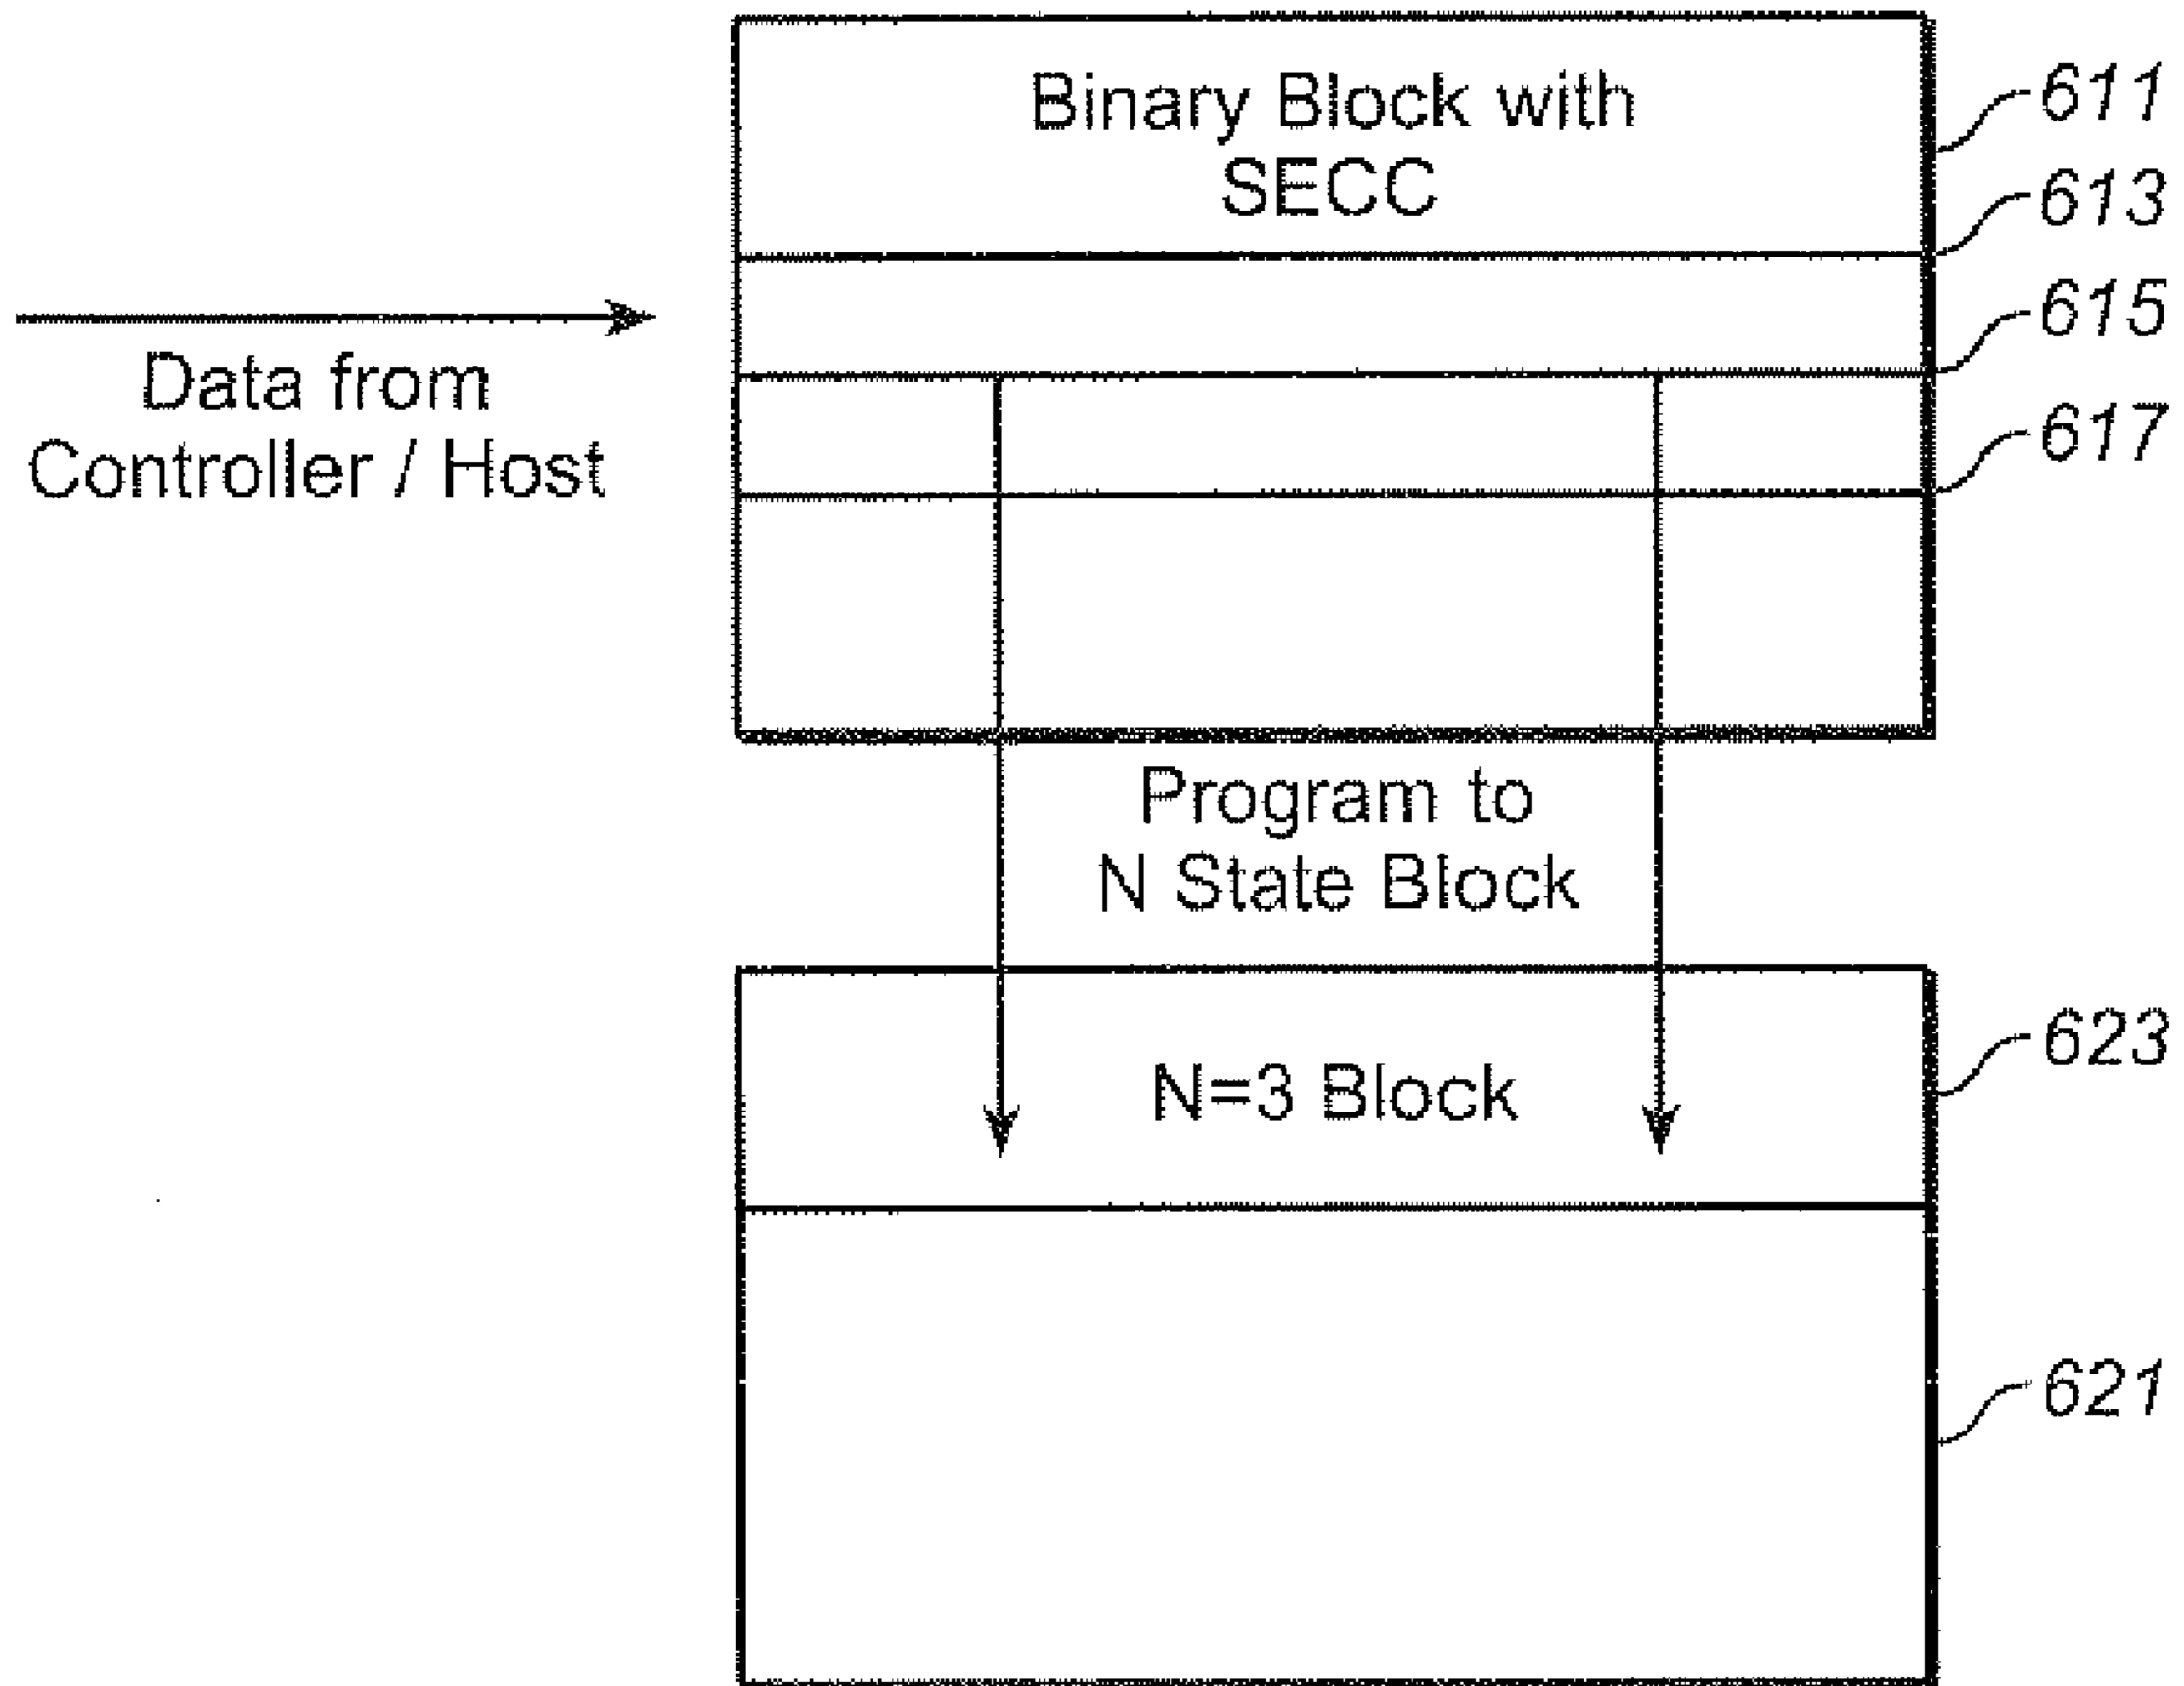 Binary Block with
SECC
611
613
615
617
Data from
Controller / Host
Program to
N State Block
N=3 Block
623
621